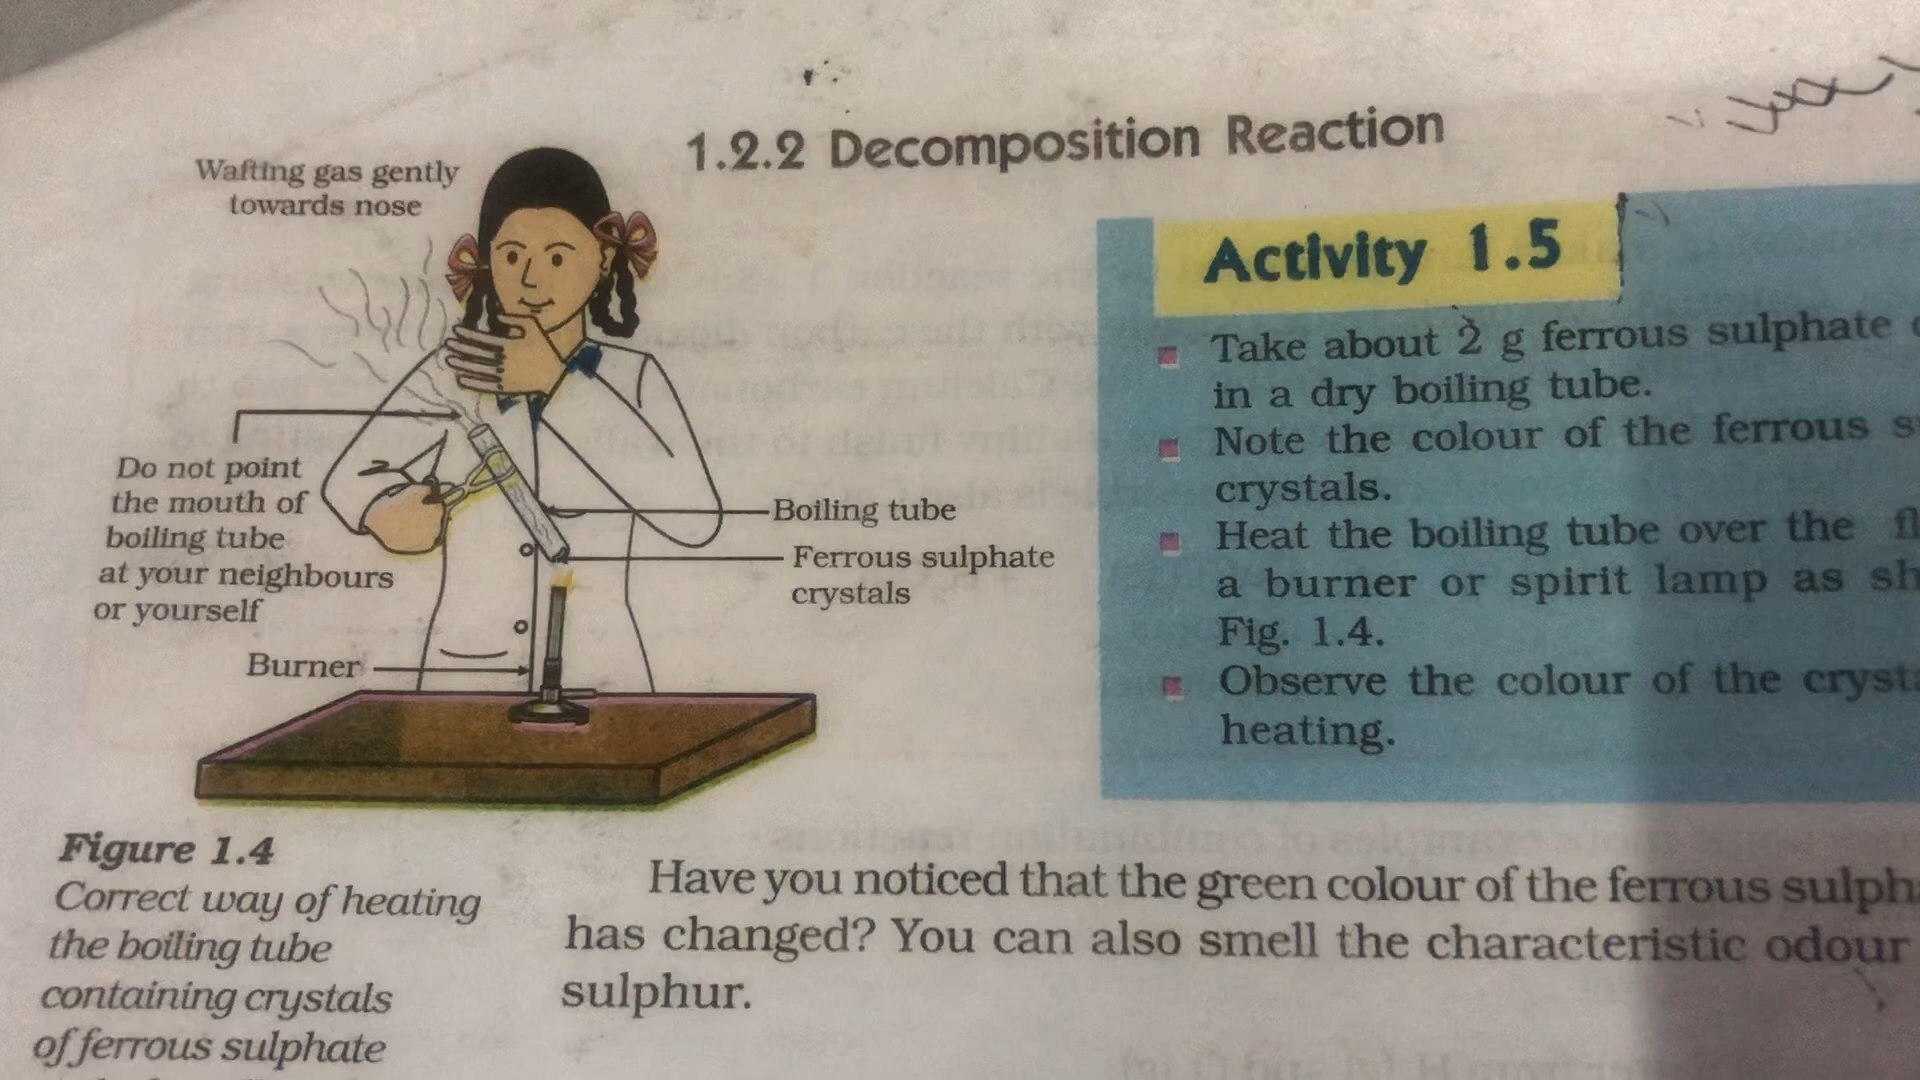 1.2.2 Decomposition Reaction
Wafting gas gently
towards nose
Do not point
the mouth of
boiling tube
at your neighbours
or yourself
Boiling tube
Ferrous sulphate
crystals
Burner
Figure 1.4
Correct way of heating
the boiling tube
containing crystals
of ferrous sulphate
Activity 1.5
Take about 2 g ferrous sulphate
in a dry boiling tube.
Note the colour of the ferrous
crystals.
Heat the boiling tube over the
a burner or spirit lamp as
Fig. 1.4.
Observe the colour of the
heating.
Have you noticed that the green colour of the ferrous
has changed? You can also smell the characteristic odour
sulphur.